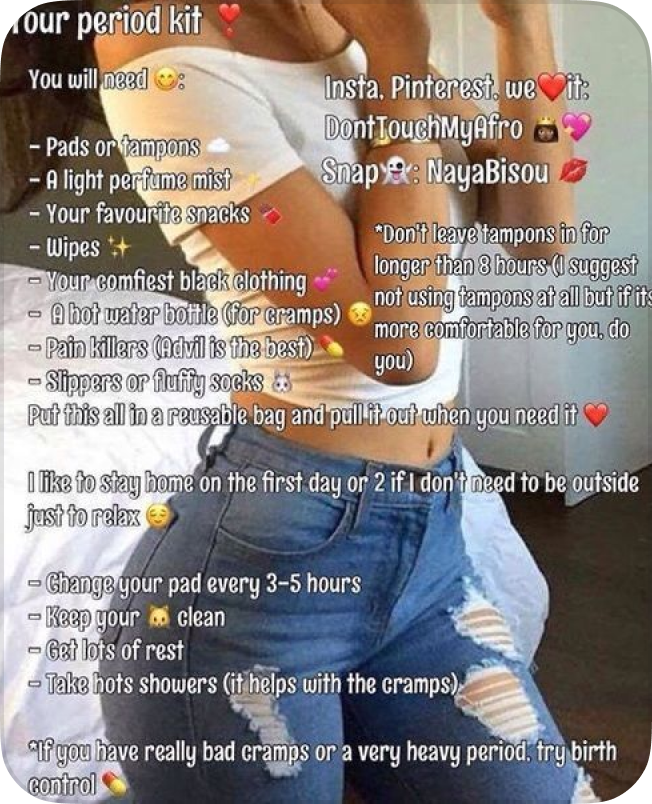 Your period kit ❣️
You will need 😋:
- Pads or tampons ☁️
- A light perfume mist ✨
- Your favourite snacks 🍫
- Wipes ✨
- Your comfiest black clothing 💕
- A hot water bottle (for cramps) 😣
- Pain killers (Advil is the best) 💊
- Slippers or fluffy socks 🐰
Put this all in a reusable bag and pull it out when you need it ❤️
Insta, Pinterest, we❤️it:
DontTouchMyAfro 👸🏿💖
Snap👻: NayaBisou 💋
*Don't leave tampons in for
longer than 8 hours (I suggest
not using tampons at all but if its
more comfortable for you, do
you)
I like to stay home on the first day or 2 if I don't need to be outside
just to relax 😌
- Change your pad every 3-5 hours
- Keep your 🐱 clean
- Get lots of rest
- Take hots showers (it helps with the cramps)
*If you have really bad cramps or a very heavy period, try birth
control 💊